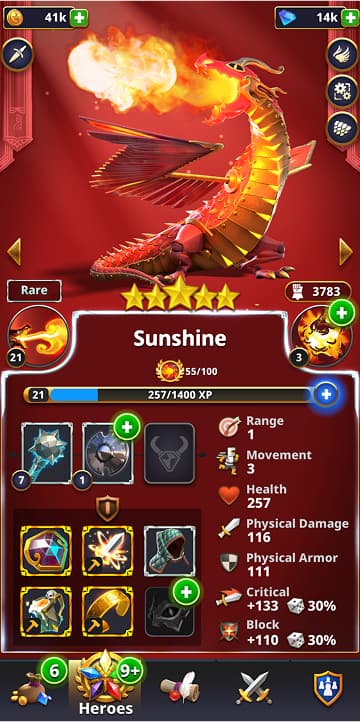 41k
14k
Rare
3783
21
3
Sunshine
55/100
21
257/1400 XP
7
1
Range
1
Movement
3
Health
257
Physical Damage
116
Physical Armor
111
Critical
+133 30%
Block
+110 30%
6
9+
Heroes